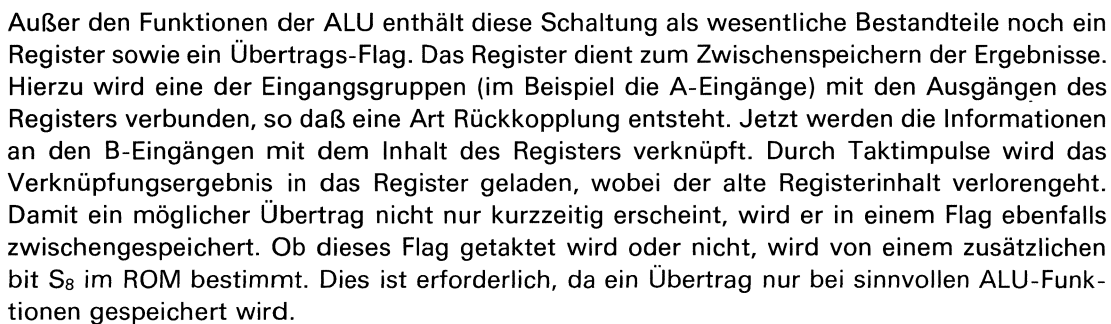 Außer den Funktionen der ALU enthält diese Schaltung als wesentliche Bestandteile noch ein
Register sowie ein Übertrags-Flag. Das Register dient zum Zwischenspeichern der Ergebnisse.
Hierzu wird eine der Eingangsgruppen (im Beispiel die A-Eingänge) mit den Ausgängen des
Registers verbunden, so daß eine Art Rückkopplung entsteht. Jetzt werden die Informationen
an den B-Eingängen mit dem Inhalt des Registers verknüpft. Durch Taktimpulse wird das
Verknüpfungsergebnis in das Register geladen, wobei der alte Registerinhalt verlorengeht.
Damit ein möglicher Übertrag nicht nur kurzzeitig erscheint, wird er in einem Flag ebenfalls
zwischengespeichert. Ob dieses Flag getaktet wird oder nicht, wird von einem zusätzlichen
bit S₈ im ROM bestimmt. Dies ist erforderlich, da ein Übertrag nur bei sinnvollen ALU-Funk-
tionen gespeichert wird.